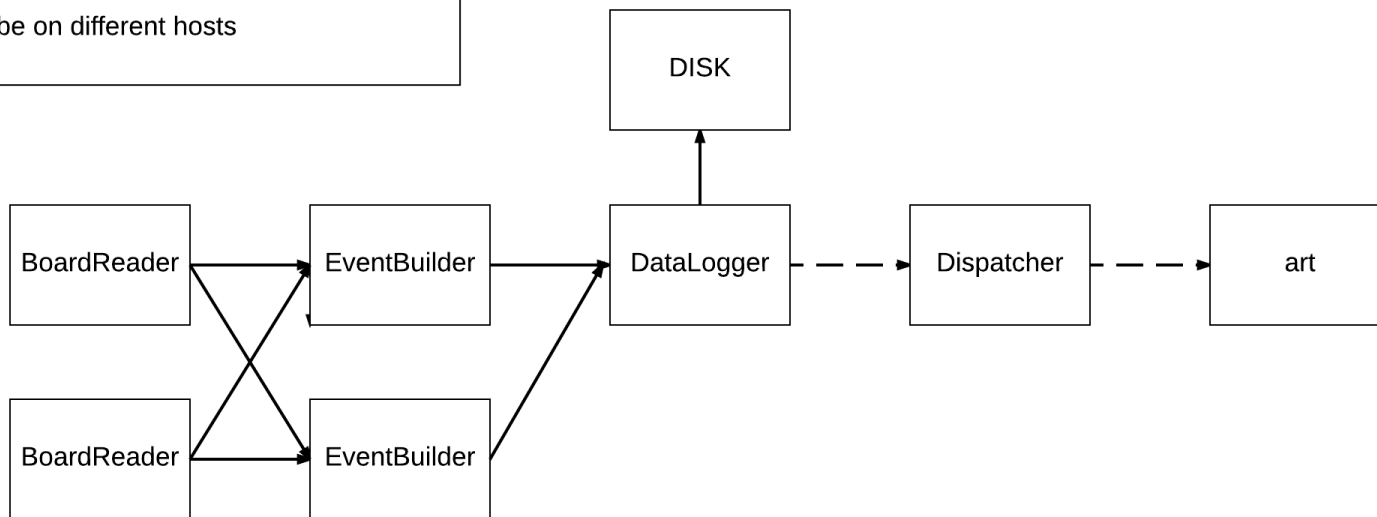 be on different hosts
DISK
BoardReader
EventBuilder
DataLogger
Dispatcher
art
BoardReader
EventBuilder